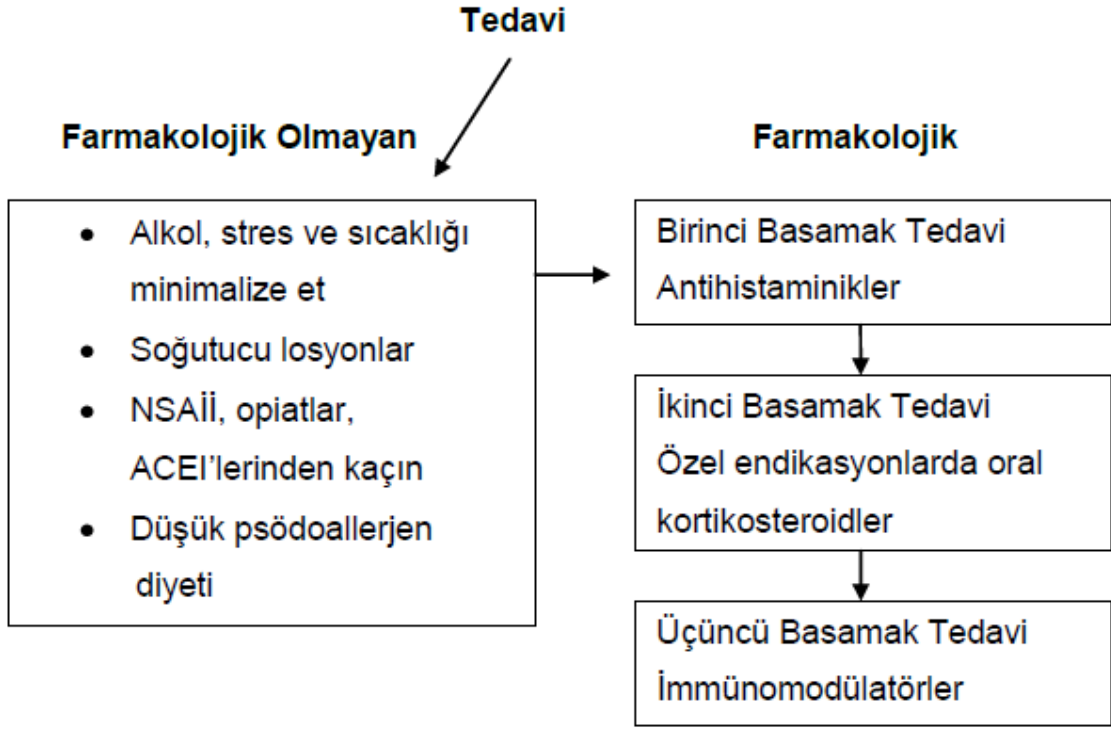 Tedavi
Farmakolojik Olmayan
• Alkol, stres ve sıcaklığı
minimalize et
• Soğutucu losyonlar
• NSAİİ, opiatlar,
ACEI’lerinden kaçın
• Düşük psödoallerjen
diyeti
Farmakolojik
Birinci Basamak Tedavi
Antihistaminikler
İkinci Basamak Tedavi
Özel endikasyonlarda oral
kortikosteroidler
Üçüncü Basamak Tedavi
İmmünomodülatörler